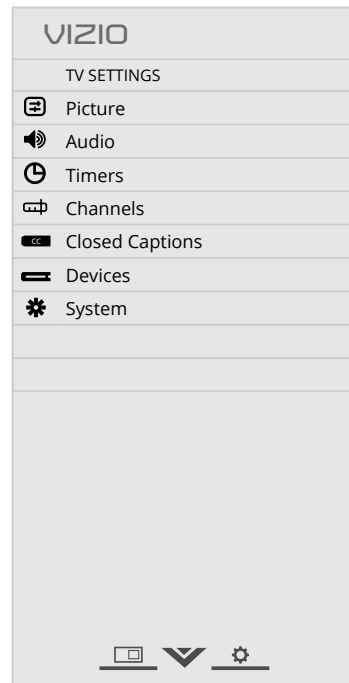 VIZIO
TV SETTINGS
Picture
Audio
Timers
Channels
CC Closed Captions
Devices
System